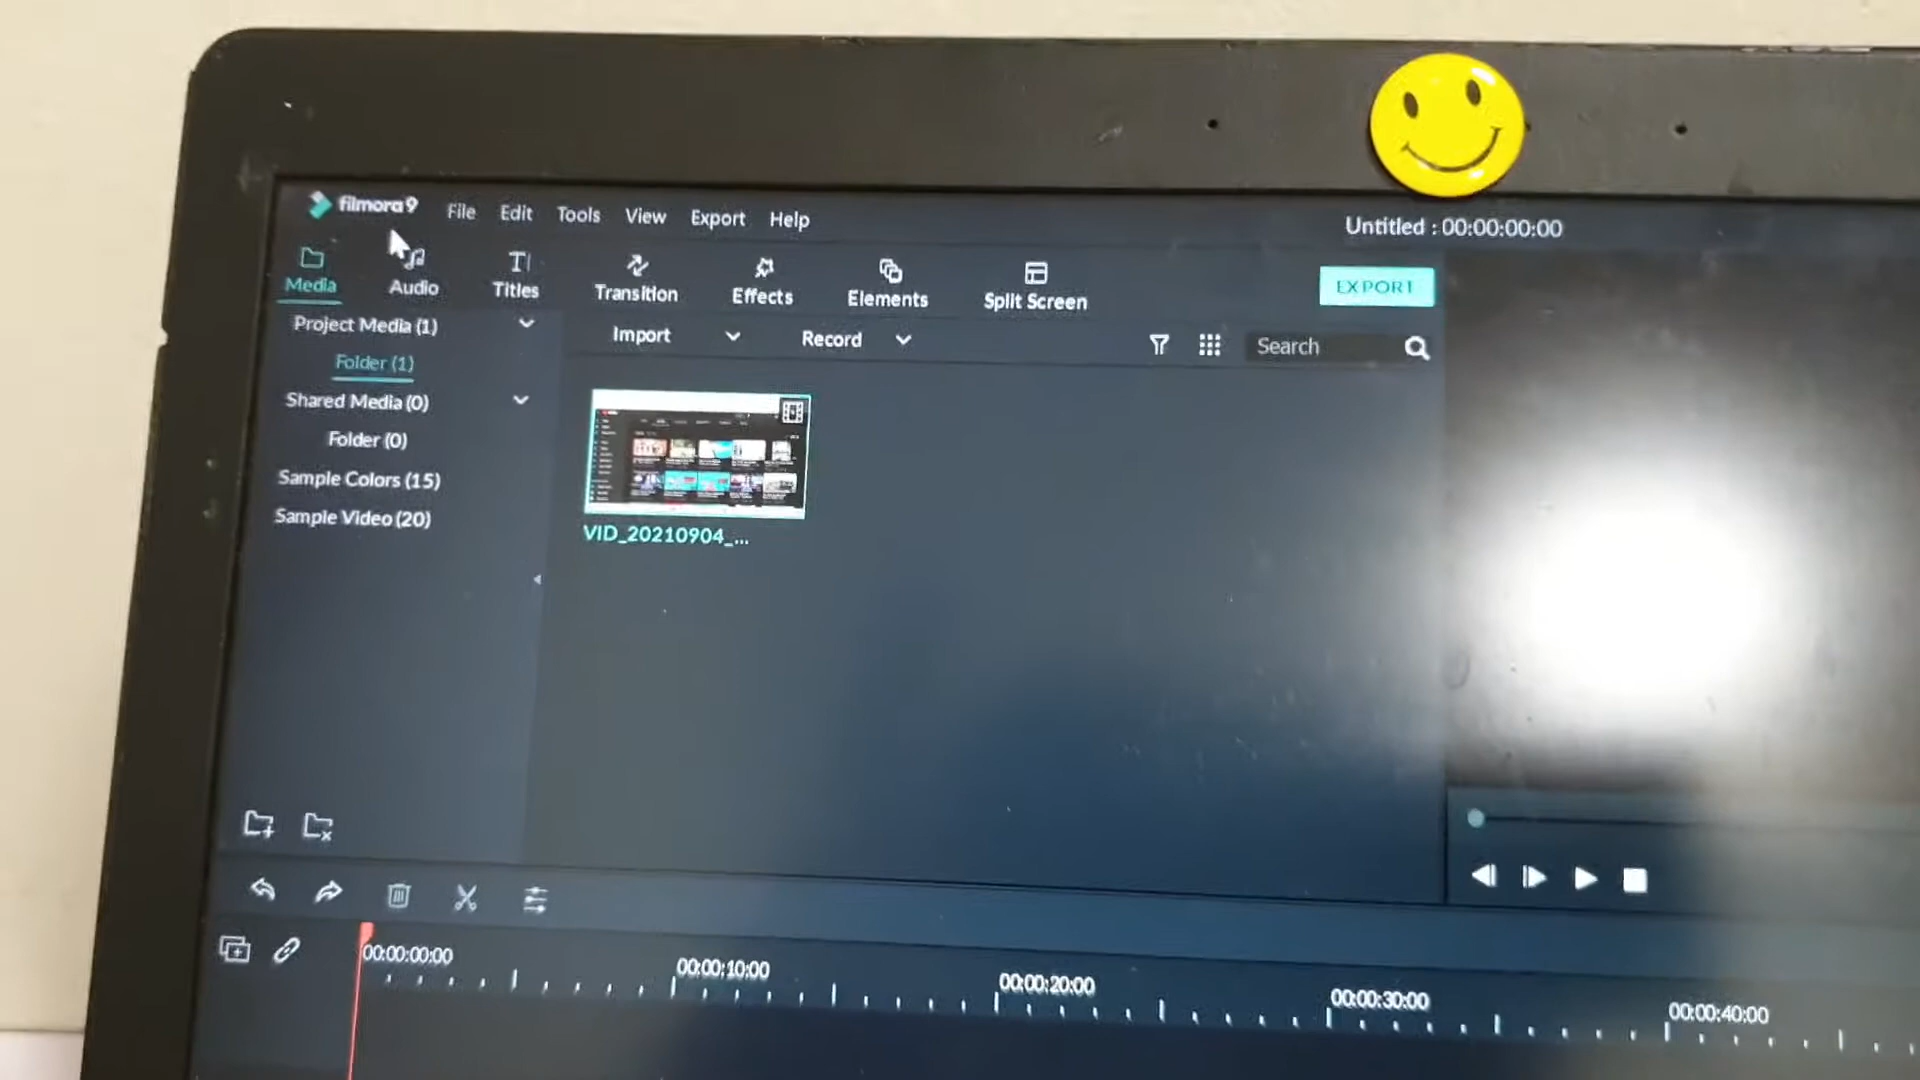 filmora9 File Edit Tools View Export Help
Untitled : 00:00:00:00
Media Audio Titles Transition Effects Elements Split Screen
EXPORT
Project Media (1)
Import Record Search
Folder (1)
Shared Media (0)
Folder (0)
Sample Colors (15)
Sample Video (20)
VID_20210904_...
00:00:00:00 00:00:10:00 00:00:20:00 00:00:30:00 00:00:40:00